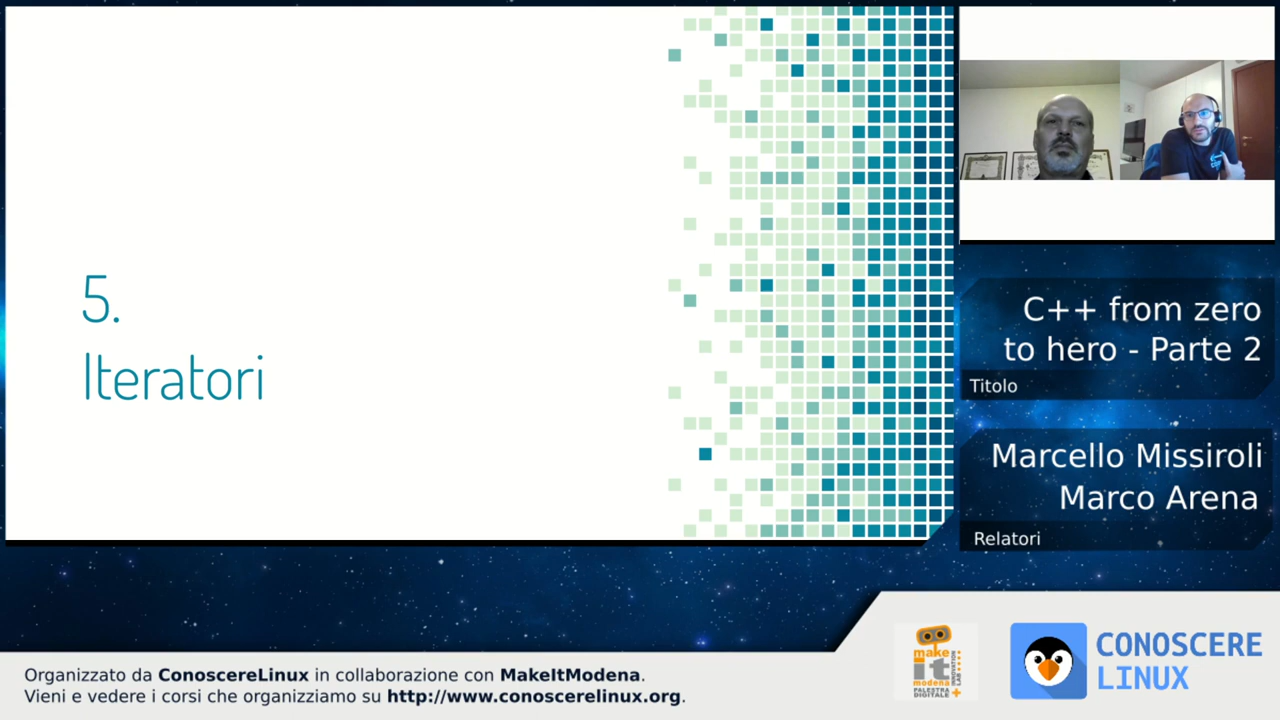 5.
Iteratori
C++ from zero
to hero - Parte 2
Titolo
Marcello Missiroli
Marco Arena
Relatori
make
it
modena
PALESTRA
DIGITALE
INNOVATION
LAB
CONOSCERE
LINUX
Organizzato da ConoscereLinux in collaborazione con MakeItModena.
Vieni e vedere i corsi che organizziamo su http://www.conoscerelinux.org.